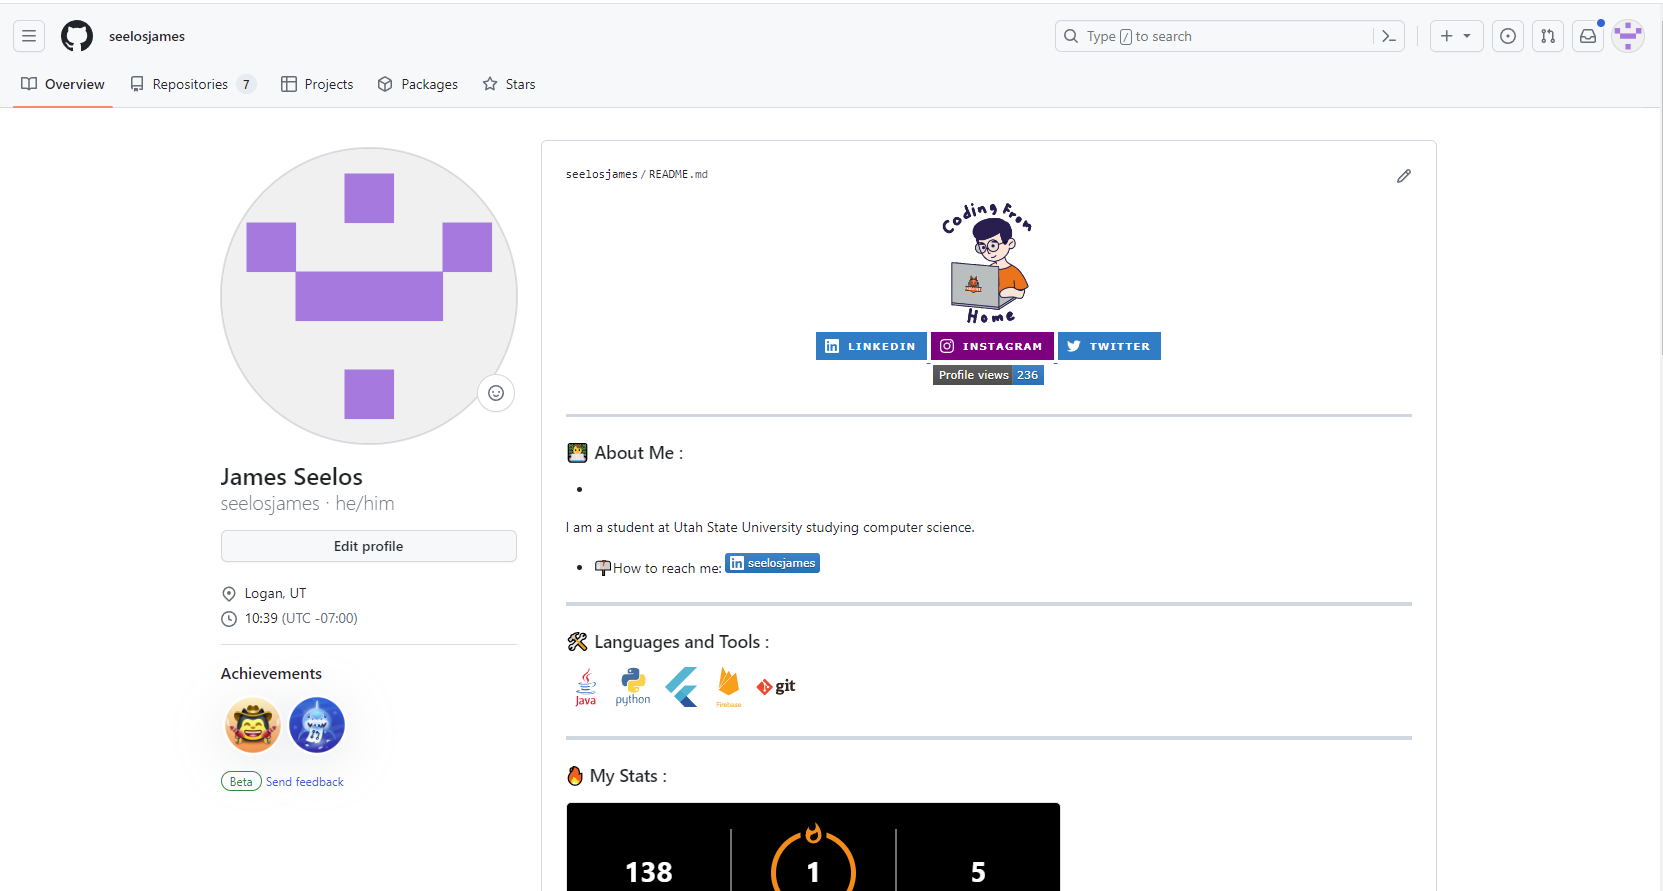 seelosjames
Type / to search
Overview
Repositories 7
Projects
Packages
Stars
seelosjames / README.md
Coding From
Home
LINKEDIN
INSTAGRAM
TWITTER
Profile views 236
About Me :
I am a student at Utah State University studying computer science.
How to reach me: in seelosjames
Languages and Tools :
Java
python
Firebase
git
My Stats :
138
1
5
James Seelos
seelosjames · he/him
Edit profile
Logan, UT
10:39 (UTC -07:00)
Achievements
Beta Send feedback